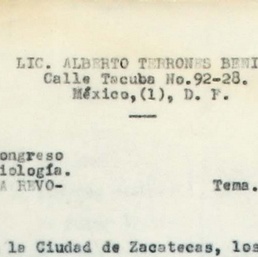 LIC. ALBERTO TERRONES BENI
Calle Tacuba No.92-28.
México,(1), D. F.
ongreso
iología.
A REVO-
Tema.
la Ciudad de Zacatecas, los